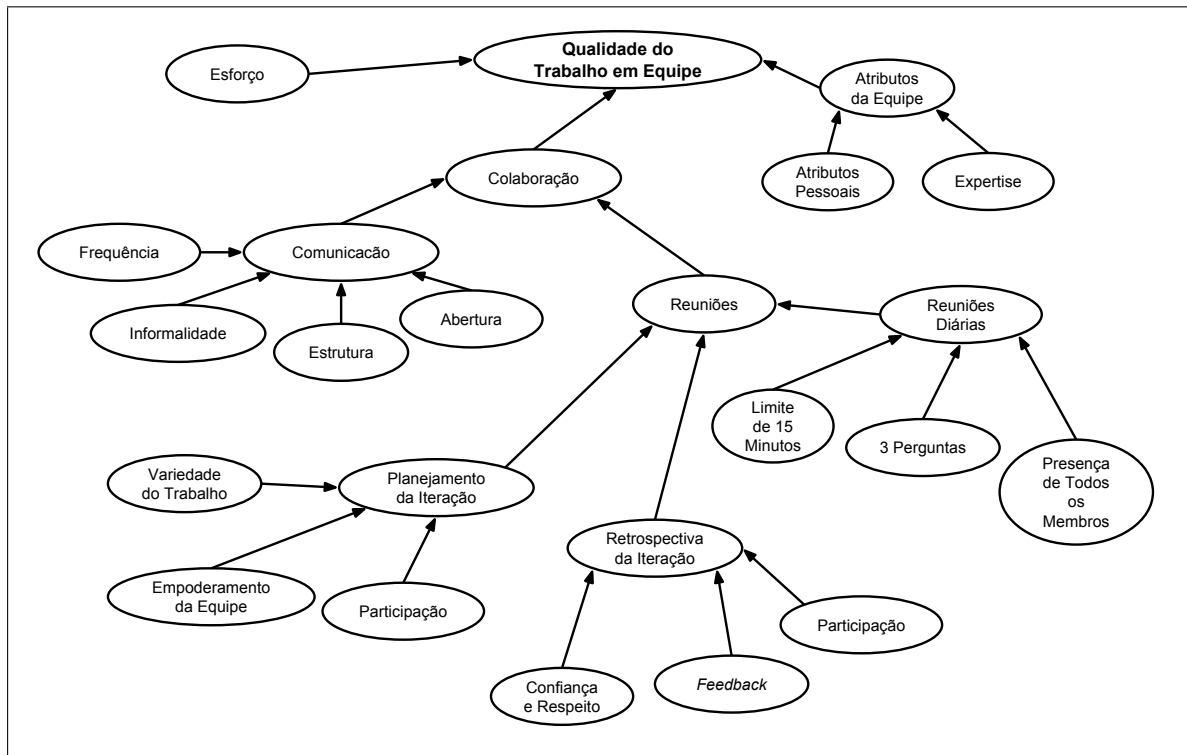 Qualidade do
Trabalho em Equipe
Esforço
Atributos
da Equipe
Atributos
Pessoais
Expertise
Colaboração
Frequência
Comunicacão
Informalidade
Estrutura
Abertura
Reuniões
Reuniões
Diárias
Limite
de 15
Minutos
3 Perguntas
Presença
de Todos
os
Membros
Variedade
do Trabalho
Planejamento
da Iteração
Empoderamento
da Equipe
Participação
Retrospectiva
da Iteração
Participação
Confiança
e Respeito
Feedback